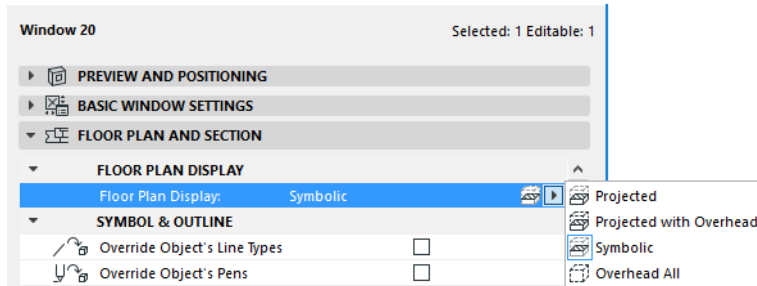 Window 20 Selected: 1 Editable: 1
PREVIEW AND POSITIONING
BASIC WINDOW SETTINGS
FLOOR PLAN AND SECTION
FLOOR PLAN DISPLAY
Floor Plan Display: Symbolic
SYMBOL & OUTLINE
Override Object's Line Types
Override Object's Pens
Projected
Projected with Overhead
Symbolic
Overhead All